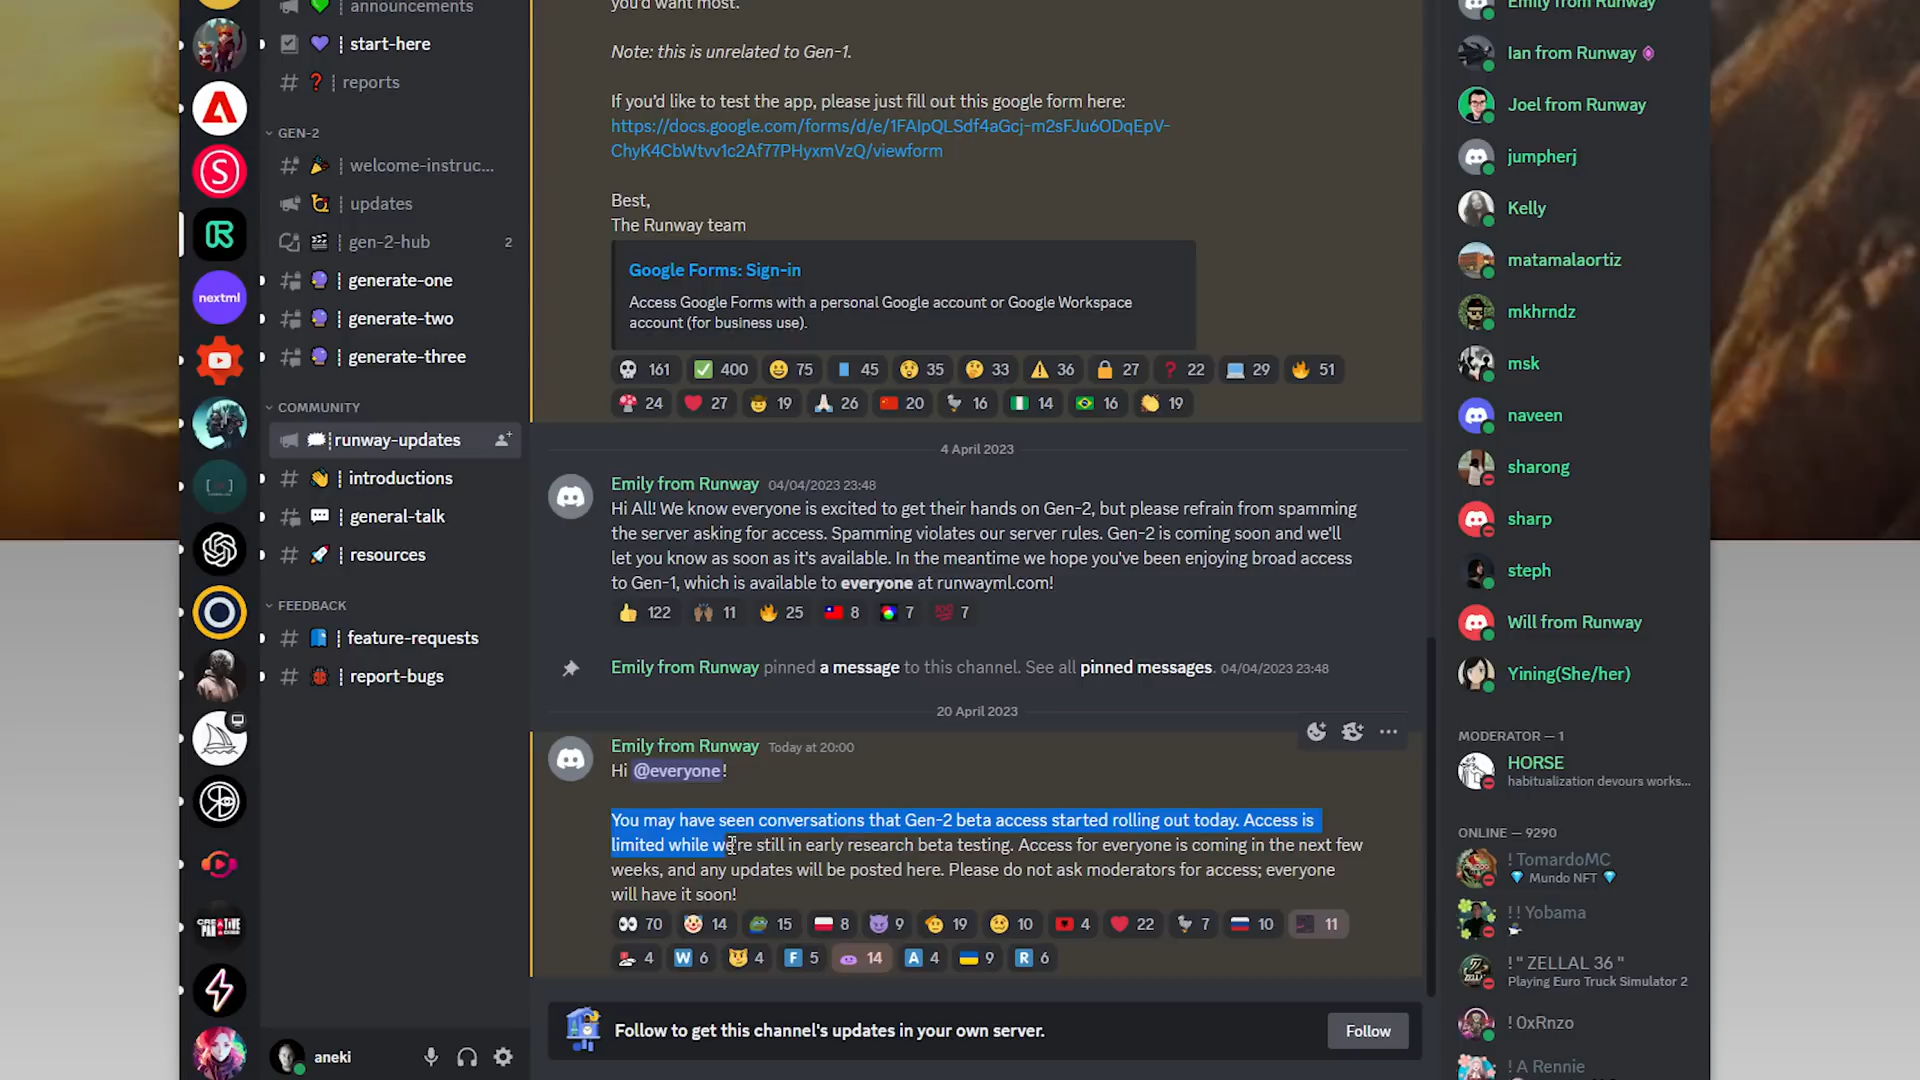 announcements
start-here
reports
GEN-2
welcome-instruc...
updates
gen-2-hub 2
generate-one
generate-two
generate-three
COMMUNITY
runway-updates
introductions
general-talk
resources
FEEDBACK
feature-requests
report-bugs
nextml
aneki
you'd want most.
Note: this is unrelated to Gen-1.
If you'd like to test the app, please just fill out this google form here:
https://docs.google.com/forms/d/e/1FAIpQLSdf4aGcj-m2sFJu6ODqEpV-
ChyK4CbWtvv1c2Af77PHyxmVzQ/viewform
Best,
The Runway team
Google Forms: Sign-in
Access Google Forms with a personal Google account or Google Workspace
account (for business use).
161 400 75 45 35 33 36 27 22 29 51
24 27 19 26 20 16 14 16 19
4 April 2023
Emily from Runway 04/04/2023 23:48
Hi All! We know everyone is excited to get their hands on Gen-2, but please refrain from spamming
the server asking for access. Spamming violates our server rules. Gen-2 is coming soon and we'll
let you know as soon as it's available. In the meantime we hope you've been enjoying broad access
to Gen-1, which is available to everyone at runwayml.com!
122 11 25 8 7 7
Emily from Runway pinned a message to this channel. See all pinned messages. 04/04/2023 23:48
20 April 2023
Emily from Runway Today at 20:00
Hi @everyone!
You may have seen conversations that Gen-2 beta access started rolling out today. Access is
limited while we're still in early research beta testing. Access for everyone is coming in the next few
weeks, and any updates will be posted here. Please do not ask moderators for access; everyone
will have it soon!
70 14 15 8 9 19 10 4 22 7 10 11
4 W 6 4 F 5 14 A 4 9 R 6
Follow to get this channel's updates in your own server.
Follow
Emily from Runway
Ian from Runway
Joel from Runway
jumpherj
Kelly
matamalaortiz
mkhrndz
msk
naveen
sharong
sharp
steph
Will from Runway
Yining(She/her)
MODERATOR — 1
HORSE
habitualization devours works...
ONLINE — 9290
! TomardoMC
Mundo NFT
! ! Yobama
! " ZELLAL 36 "
Playing Euro Truck Simulator 2
! 0xRnzo
! A Rennie